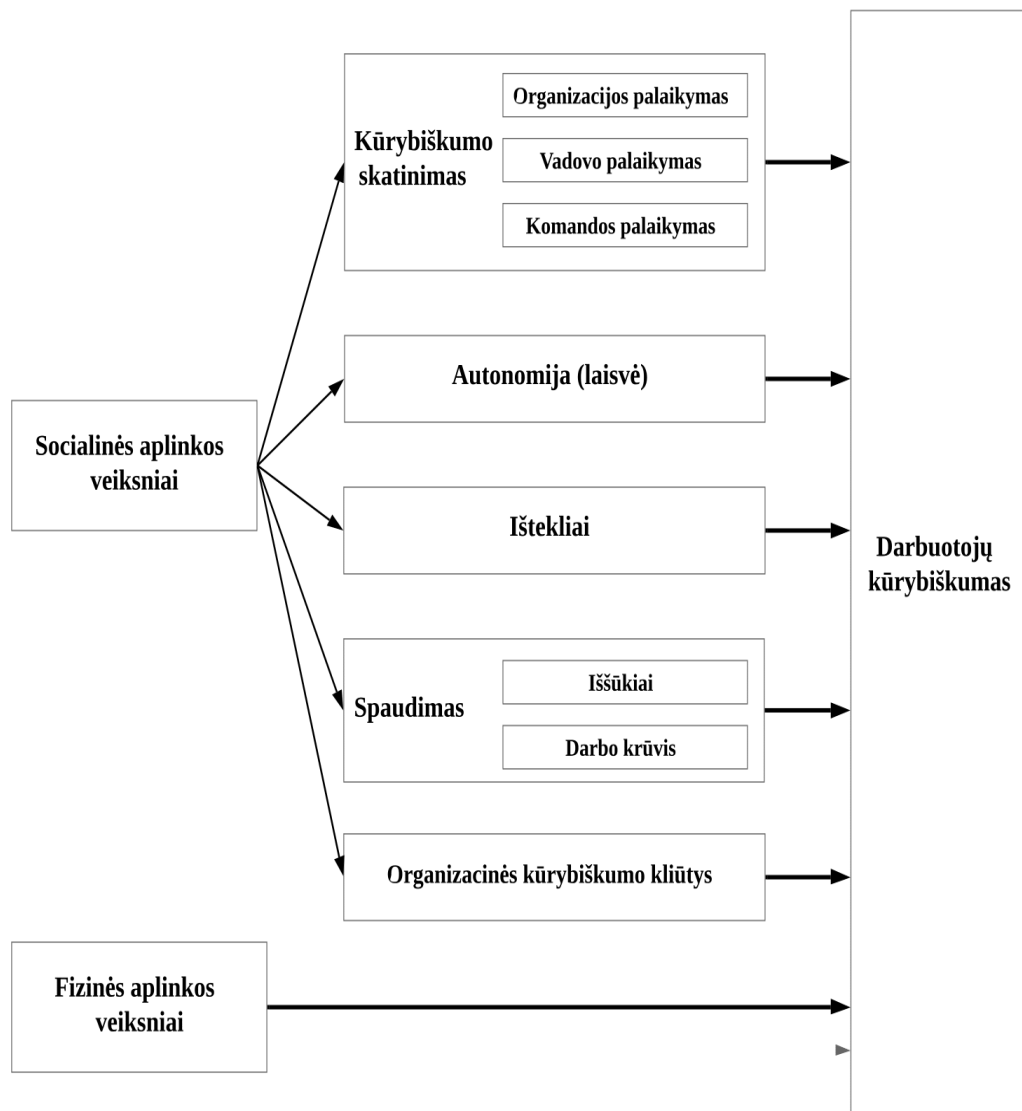 Organizacijos palaikymas
Kūrybiškumo
skatinimas
Vadovo palaikymas
Komandos palaikymas
Autonomija (laisvė)
Socialinės aplinkos
veiksniai
Ištekliai
Darbuotojų
kūrybiškumas
Iššūkiai
Spaudimas
Darbo krūvis
Organizacinės kūrybiškumo kliūtys
Fizinės aplinkos
veiksniai